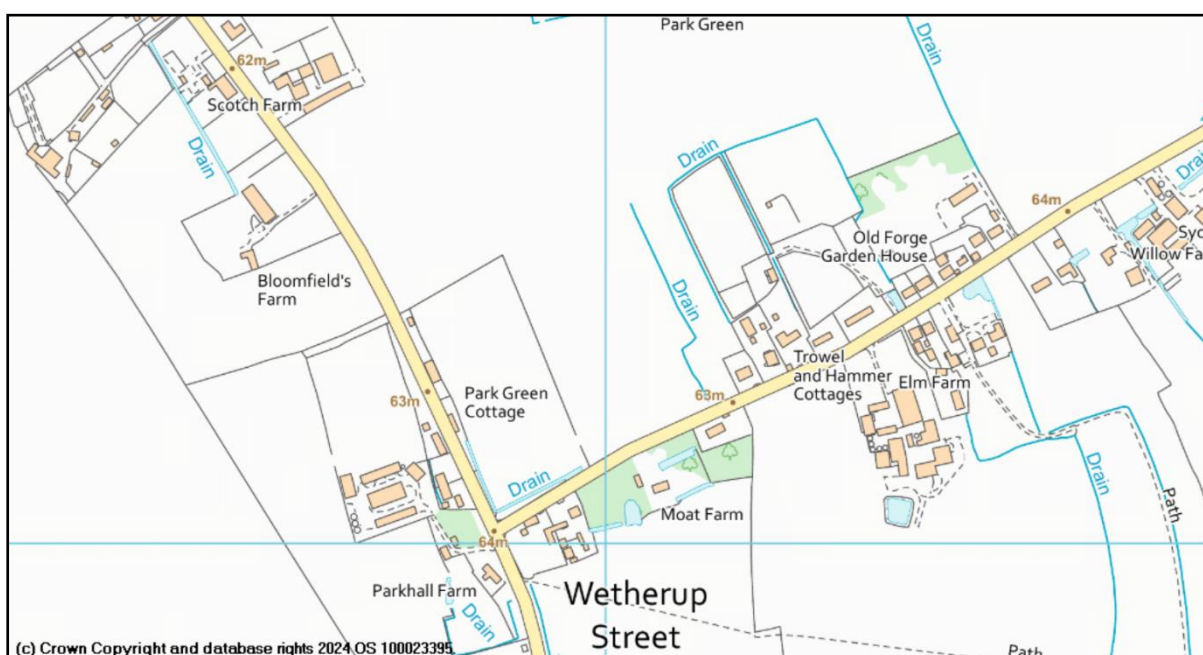 Park Green
Drain
62m
Scotch Farm
Drain
Drain
Drain
64m
Old Forge
Garden House
Willow Fa
Bloomfield's
Farm
Drain
Trowel
and Hammer
Cottages
Elm Farm
63m
63m
Park Green
Cottage
Drain
Drain
Path
Moat Farm
64m
Parkhall Farm
Wetherup
Street
Drain
Path
(c) Crown Copyright and database rights 2024 OS 100023395